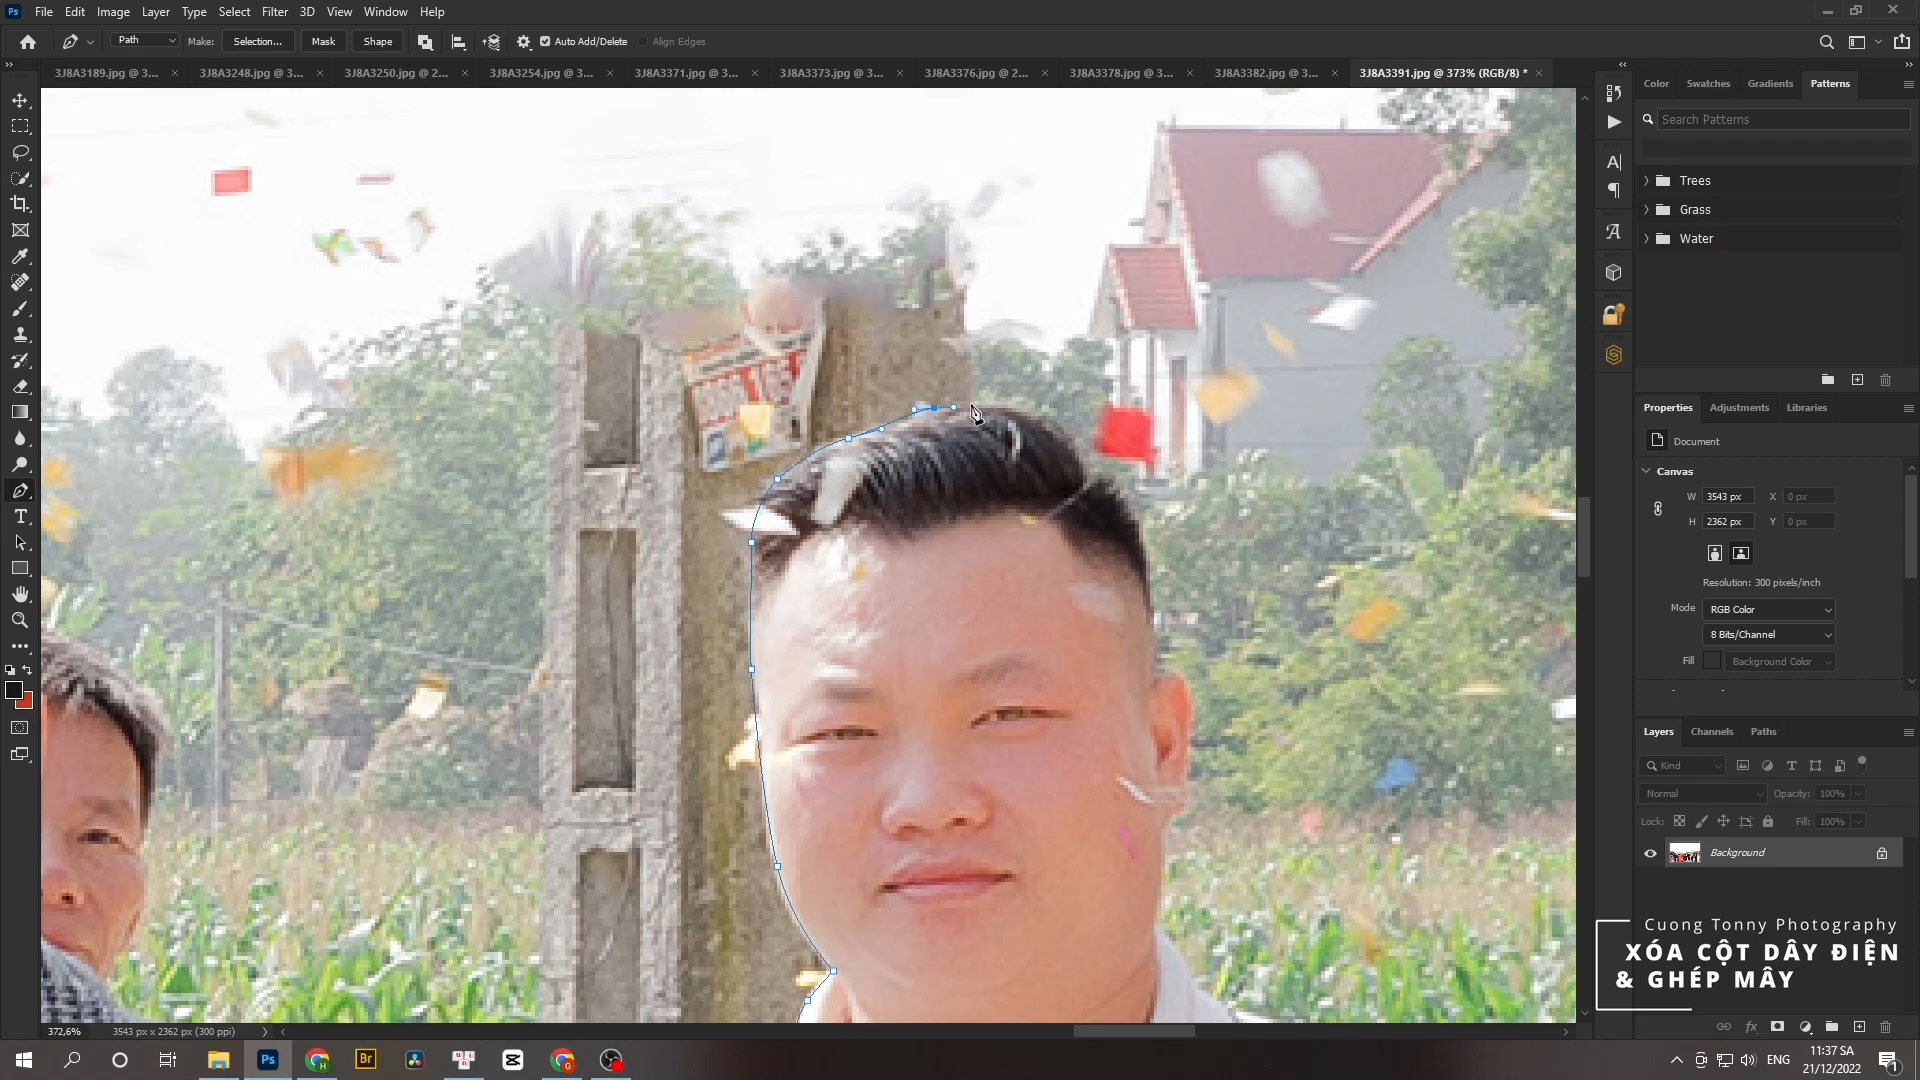 File Edit Image Layer Type Select Filter 3D View Window Help
Path Make: Selection... Mask Shape Auto Add/Delete Align Edges
3J8A3189.jpg @ 3... 3J8A3248.jpg @ 3... 3J8A3250.jpg @ 2... 3J8A3254.jpg @ 3... 3J8A3371.jpg @ 3... 3J8A3373.jpg @ 3... 3J8A3376.jpg @ 2... 3J8A3378.jpg @ 3... 3J8A3382.jpg @ 3... 3J8A3391.jpg @ 373% (RGB/8) *
Color Swatches Gradients Patterns
Search Patterns
Trees
Grass
Water
Properties Adjustments Libraries
Document
Canvas
W 3543 px X 0 px
H 2362 px Y 0 px
Resolution: 300 pixels/inch
Mode RGB Color
8 Bits/Channel
Fill Background Color
Layers Channels Paths
Kind
Normal Opacity: 100%
Lock: Fill: 100%
Background
Cuong Tonny Photography
XÓA CỘT DÂY ĐIỆN
& GHÉP MÂY
372,6% 3543 px x 2362 px (300 ppi)
ENG 11:37 SA
21/12/2022